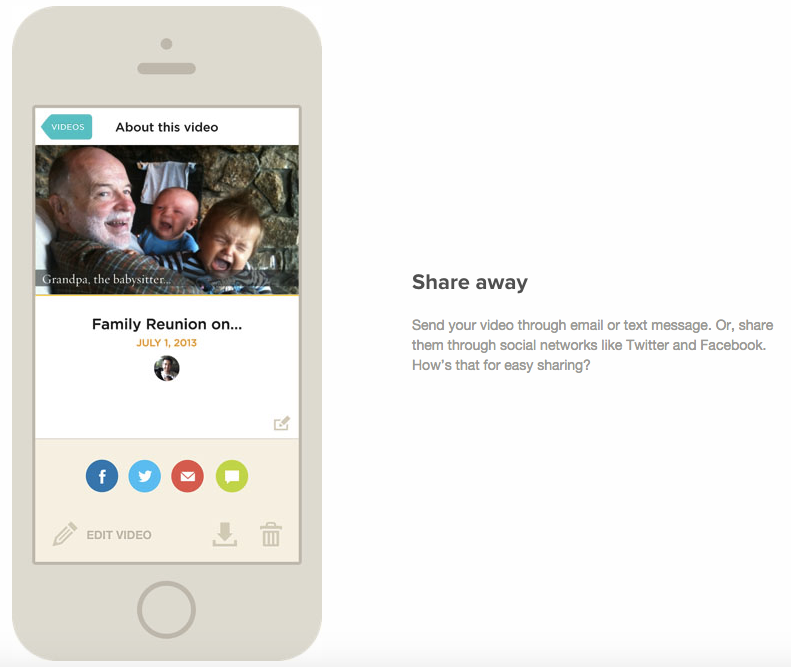 VIDEOS
About this video
Grandpa, the babysitter...
Family Reunion on...
JULY 1, 2013
f
EDIT VIDEO
Share away
Send your video through email or text message. Or, share
them through social networks like Twitter and Facebook.
How's that for easy sharing?